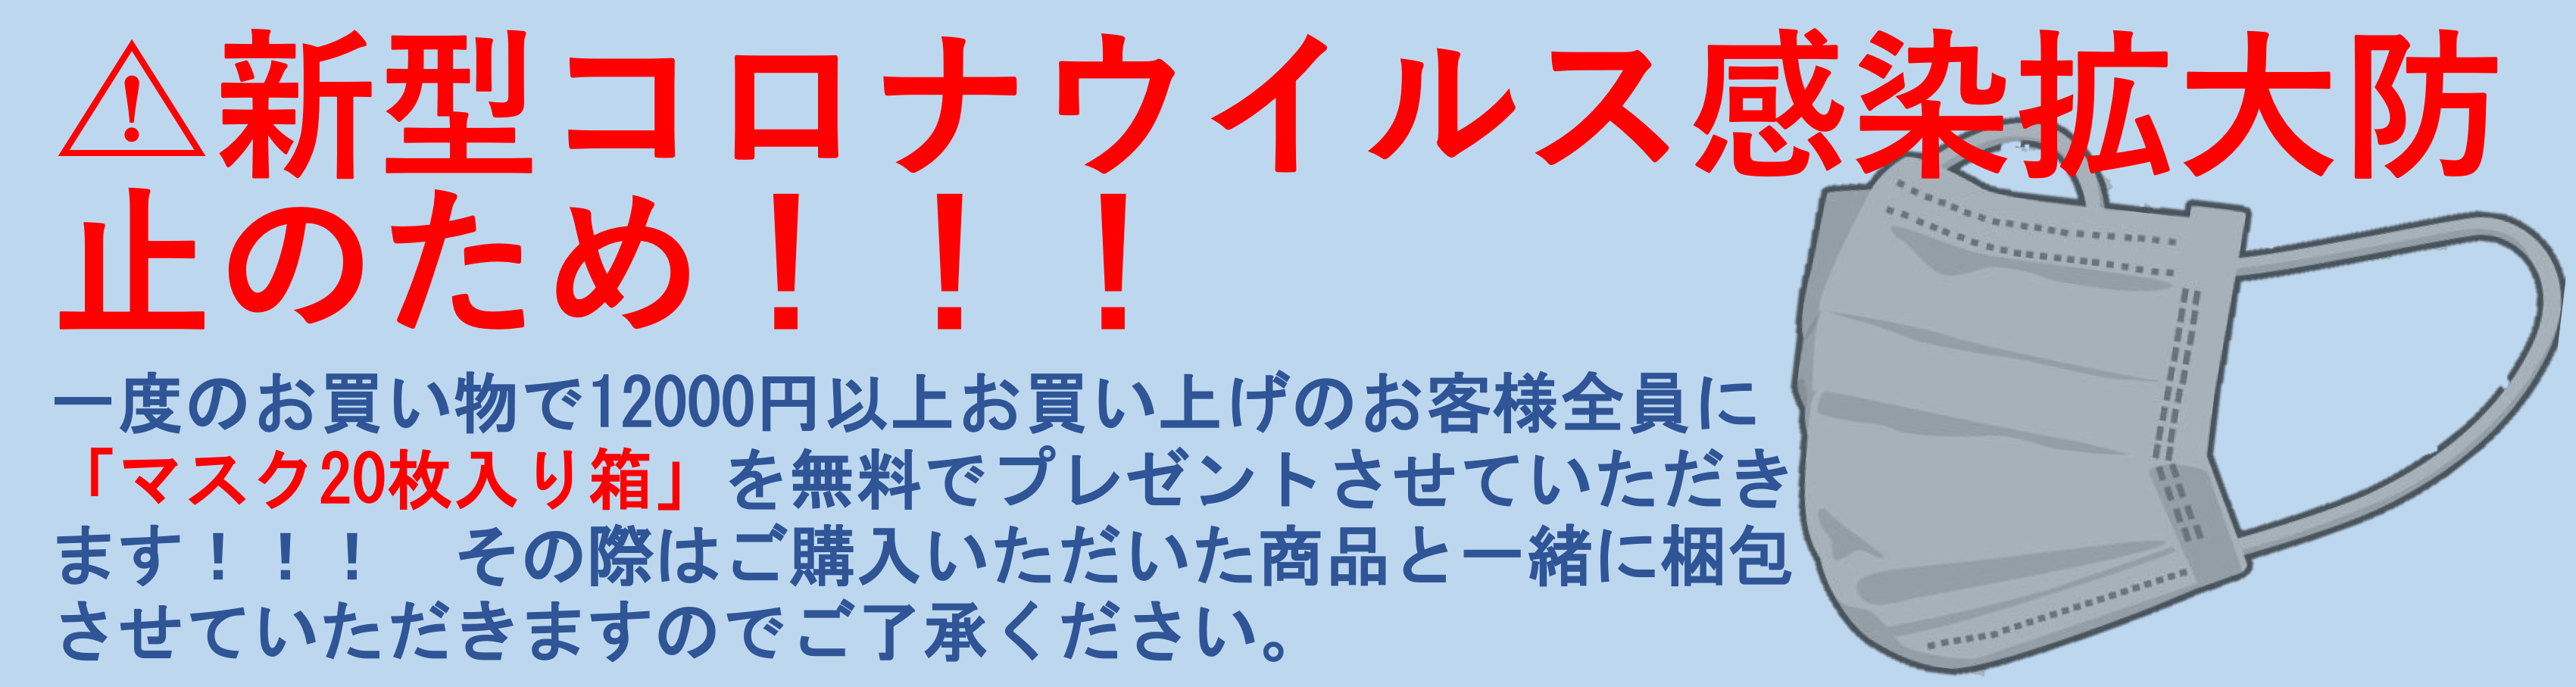 ⚠新型コロナウイルス感染拡大防
止のため！！！
一度のお買い物で12000円以上お買い上げのお客様全員に
「マスク20枚入り箱」を無料でプレゼントさせていただき
ます！！！　その際はご購入いただいた商品と一緒に梱包
させていただきますのでご了承ください。